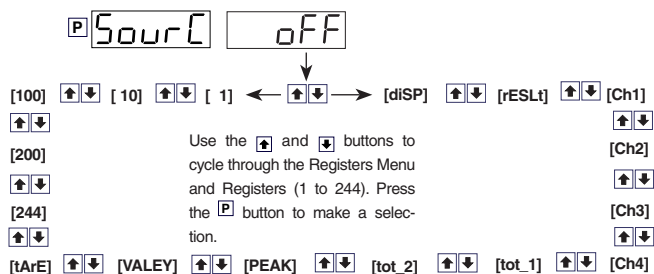 P SourC oFF
[100] [ 10] [ 1] [diSP] [rESLt] [Ch1]
[200] [Ch2]
[244] [Ch3]
Use the and buttons to
cycle through the Registers Menu
and Registers (1 to 244). Press
the P button to make a selec-
tion.
[tArE] [VALEY] [PEAK] [tot_2] [tot_1] [Ch4]